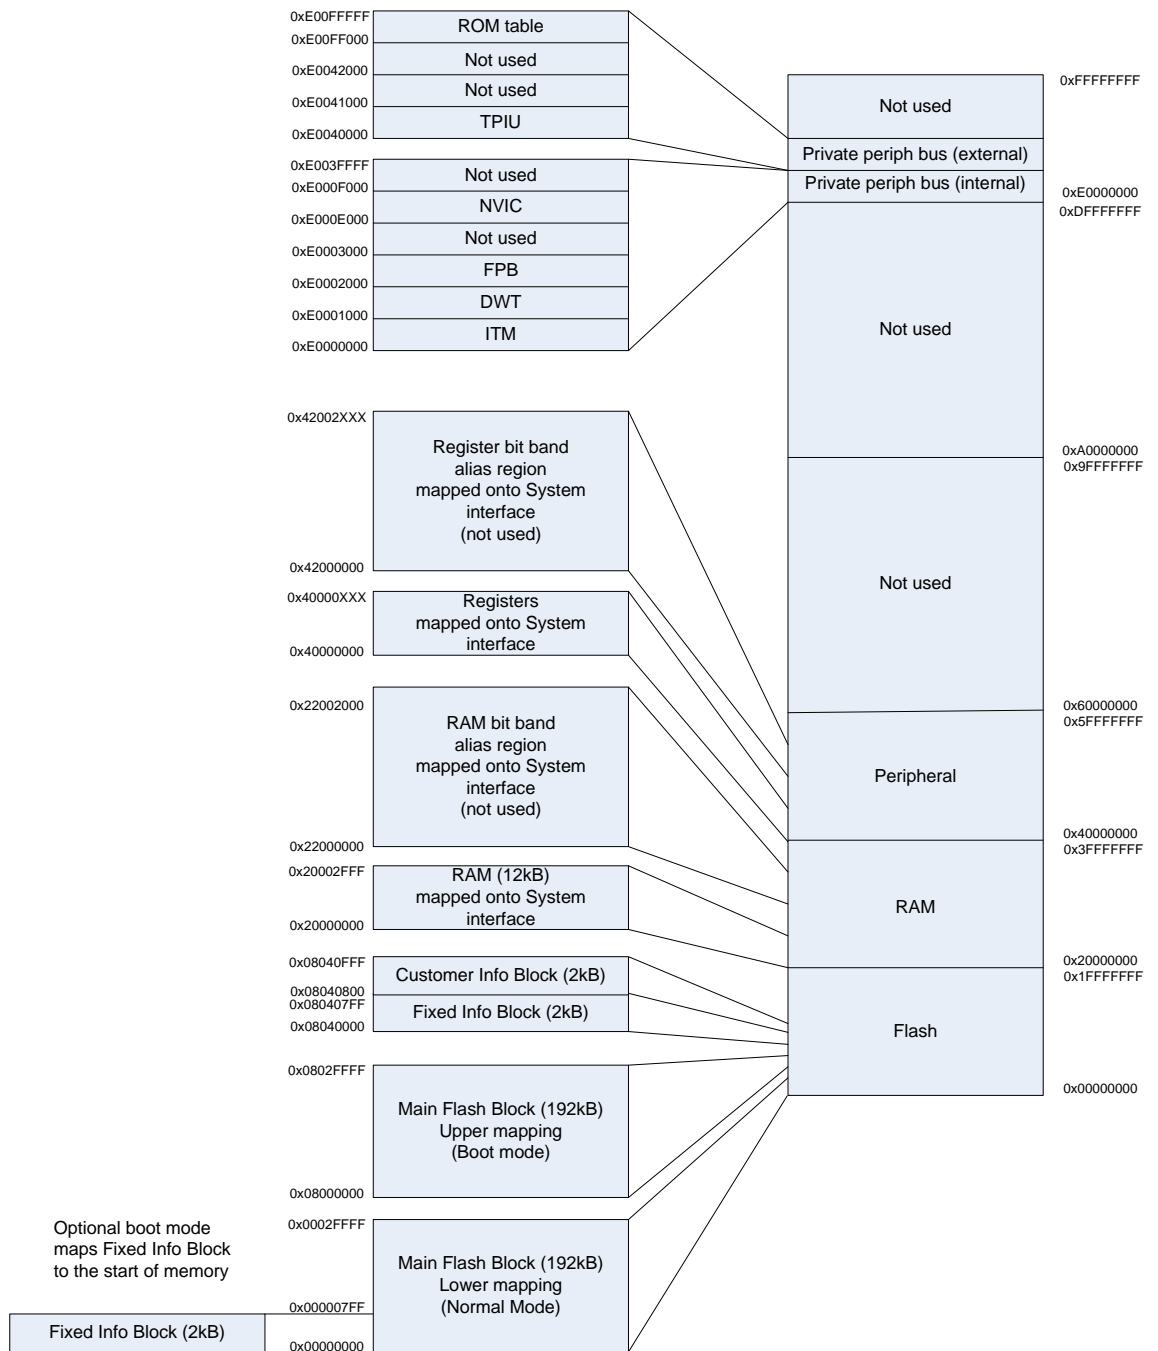 0xE00FFFFF
ROM table
0xE00FF000
Not used
0xE0042000
Not used
0xE0041000
TPIU
0xE0040000
0xE003FFFF
Not used
0xE000F000
NVIC
0xE000E000
Not used
0xE0003000
FPB
0xE0002000
DWT
0xE0001000
ITM
0xE0000000
0x42002XXX
Register bit band
alias region
mapped onto System
interface
(not used)
0x42000000
0x40000XXX
Registers
mapped onto System
interface
0x40000000
0x22002000
RAM bit band
alias region
mapped onto System
interface
(not used)
0x22000000
0x20002FFF
RAM (12kB)
mapped onto System
interface
0x20000000
0x08040FFF
Customer Info Block (2kB)
0x08040800
0x080407FF
Fixed Info Block (2kB)
0x08040000
0x0802FFFF
Main Flash Block (192kB)
Upper mapping
(Boot mode)
0x08000000
0x0002FFFF
Main Flash Block (192kB)
Lower mapping
(Normal Mode)
0x000007FF
0x00000000
Optional boot mode
maps Fixed Info Block
to the start of memory
Fixed Info Block (2kB)
0xFFFFFFFF
Not used
Private periph bus (external)
Private periph bus (internal)
0xE0000000
0xDFFFFFFF
Not used
0xA0000000
0x9FFFFFFF
Not used
0x60000000
0x5FFFFFFF
Peripheral
0x40000000
0x3FFFFFFF
RAM
0x20000000
0x1FFFFFFF
Flash
0x00000000